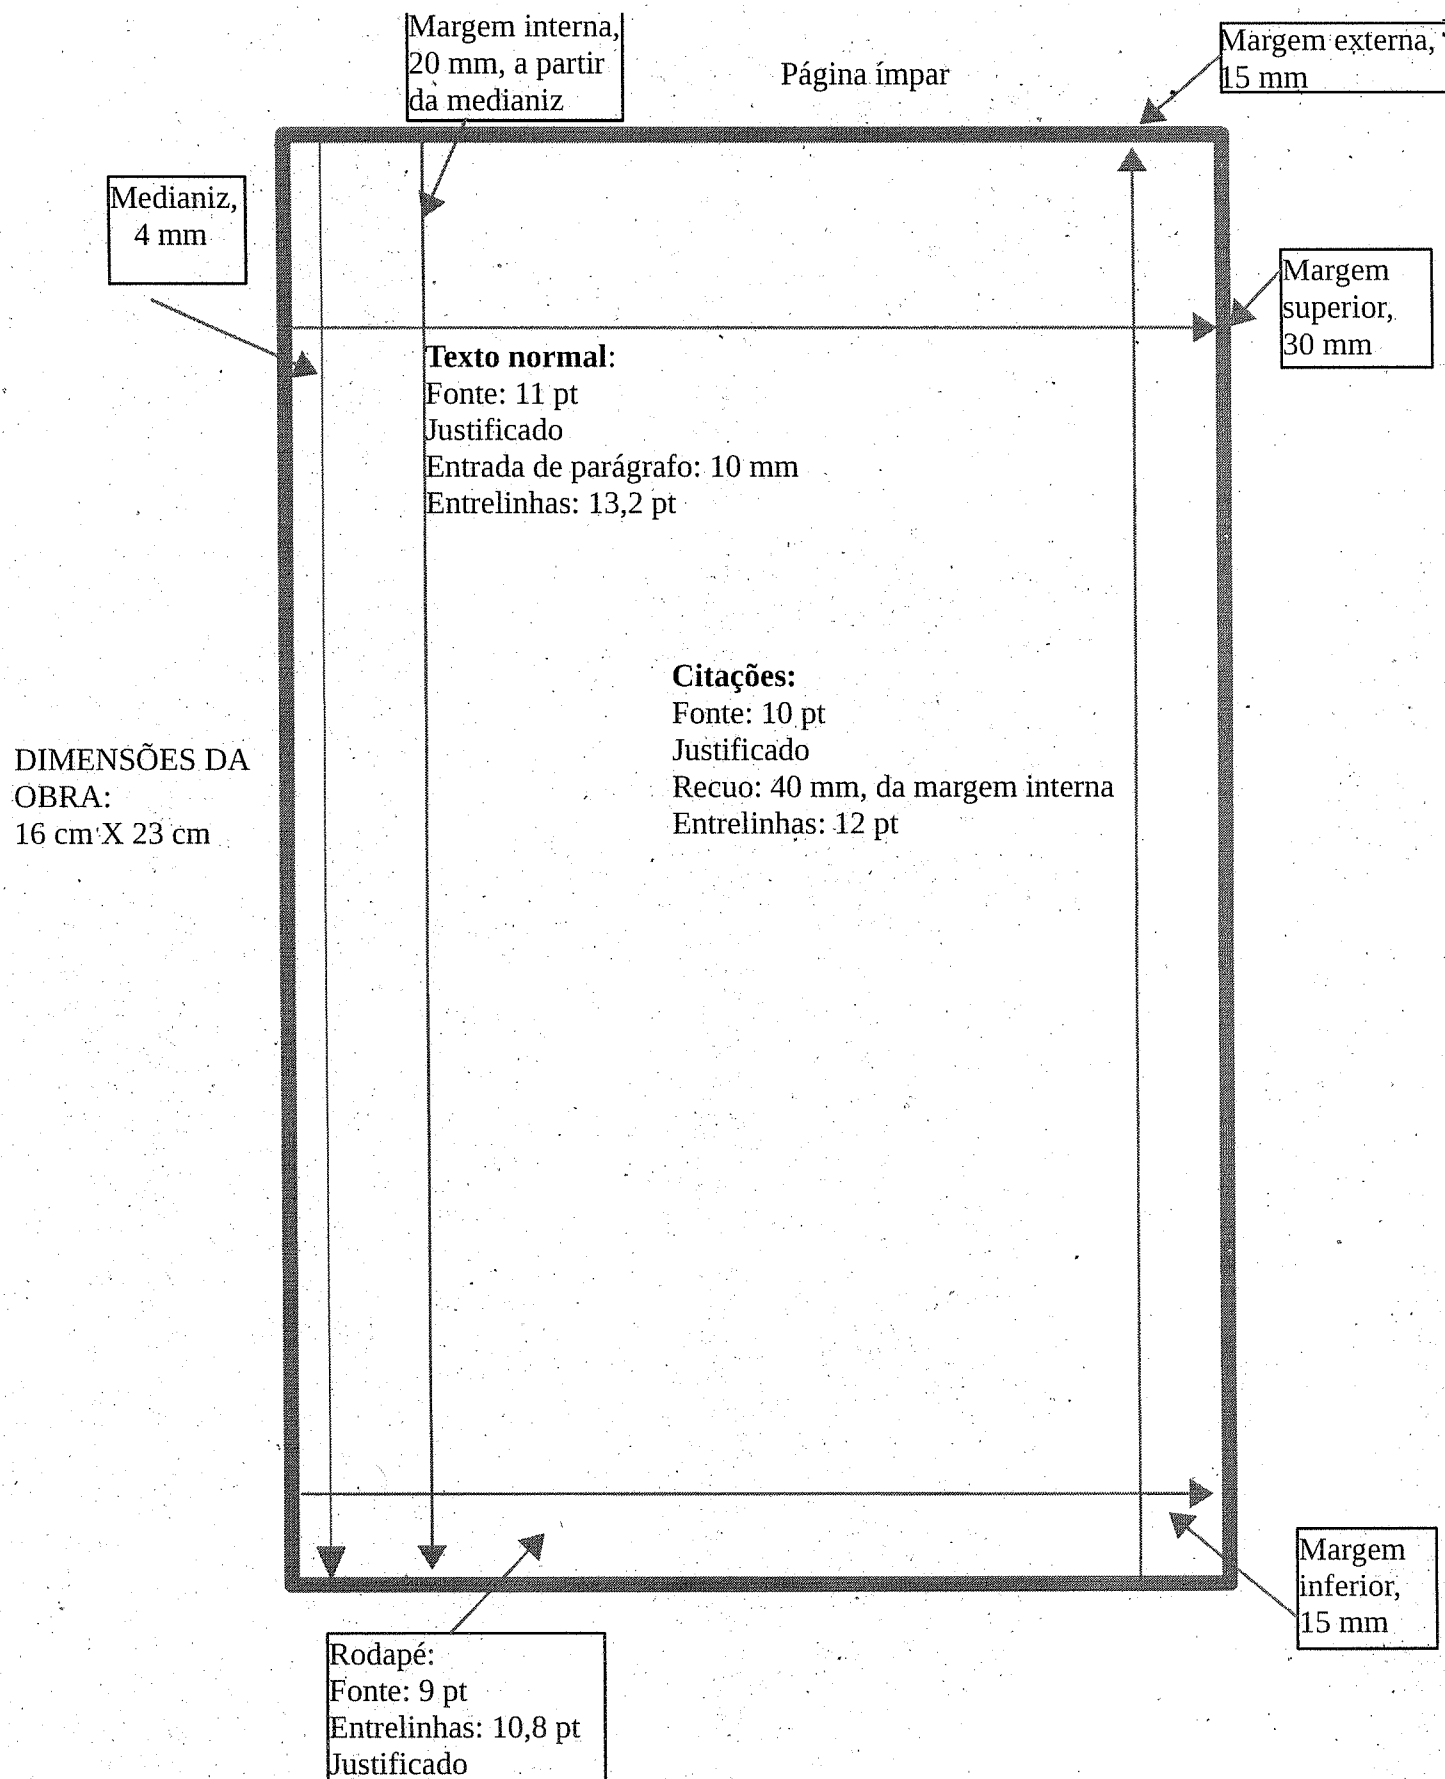 Margem interna,
20 mm, a partir
da medianiz
Página ímpar
Margem externa,
15 mm
Medianiz,
4 mm
Margem
superior,
30 mm
Texto normal:
Fonte: 11 pt
Justificado
Entrada de parágrafo: 10 mm
Entrelinhas: 13,2 pt
Citações:
Fonte: 10 pt
Justificado
Recuo: 40 mm, da margem interna
Entrelinhas: 12 pt
DIMENSÕES DA
OBRA:
16 cm X 23 cm
Margem
inferior,
15 mm
Rodapé:
Fonte: 9 pt
Entrelinhas: 10,8 pt
Justificado